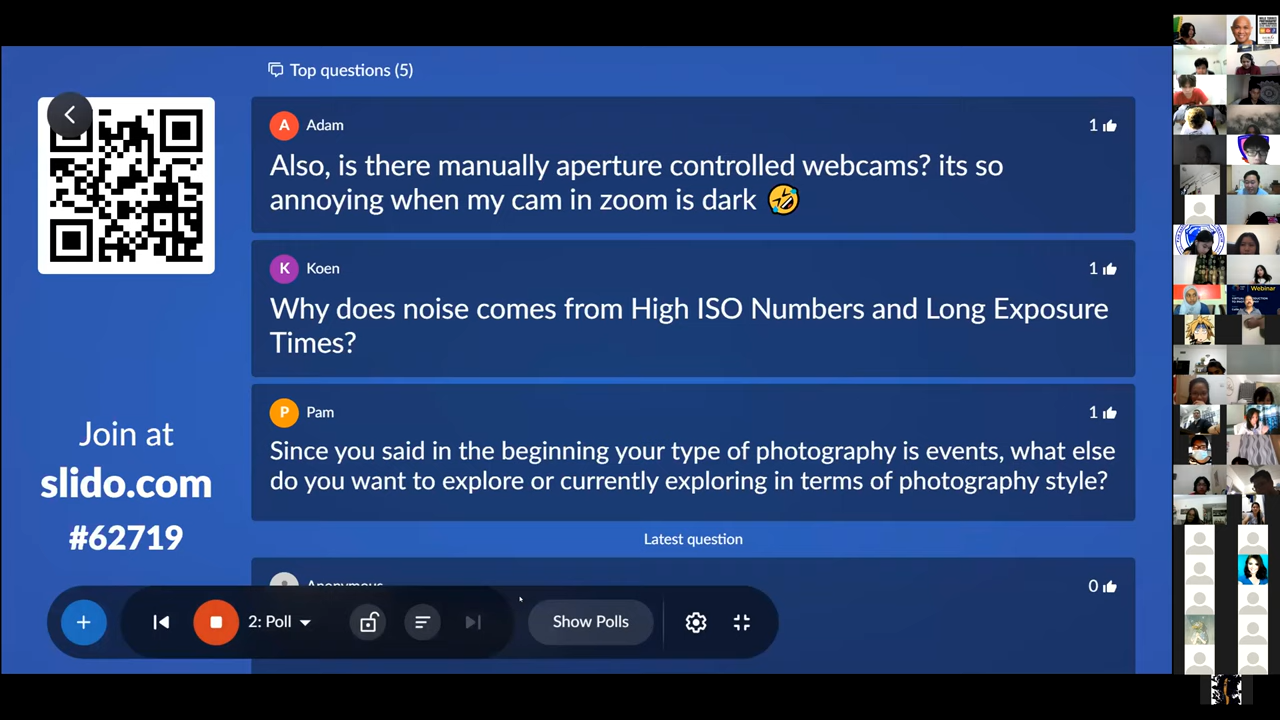 Top questions (5)
A Adam 1
Also, is there manually aperture controlled webcams? its so
annoying when my cam in zoom is dark 🤣
K Koen 1
Why does noise comes from High ISO Numbers and Long Exposure
Times?
P Pam 1
Since you said in the beginning your type of photography is events, what else
do you want to explore or currently exploring in terms of photography style?
Latest question
Anonymous 0
Join at
slido.com
#62719
2: Poll
Show Polls
Webinar